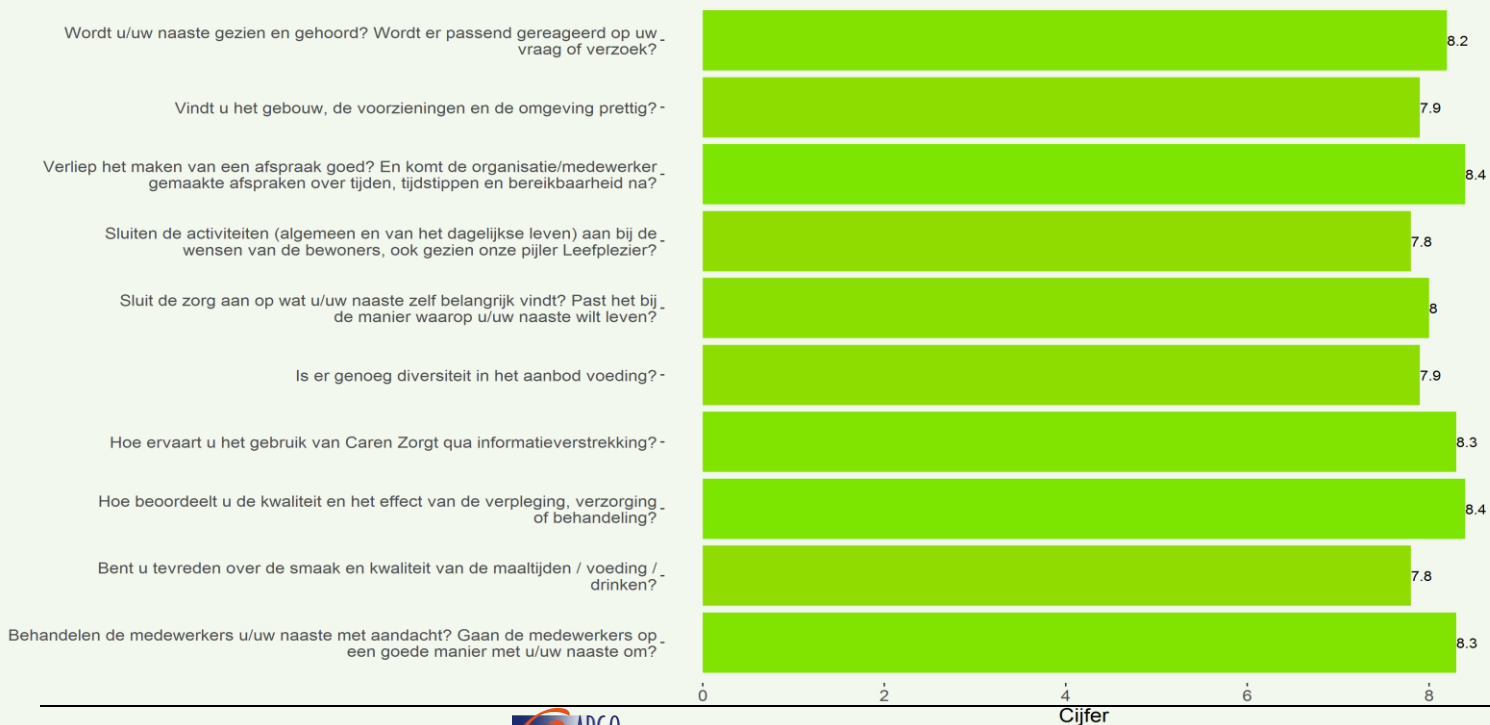 Wordt u/uw naaste gezien en gehoord? Wordt er passend gereageerd op uw
vraag of verzoek?
8.2
Vindt u het gebouw, de voorzieningen en de omgeving prettig?
7.9
Verliep het maken van een afspraak goed? En komt de organisatie/medewerker
gemaakte afspraken over tijden, tijdstippen en bereikbaarheid na?
8.4
Sluiten de activiteiten (algemeen en van het dagelijkse leven) aan bij de
wensen van de bewoners, ook gezien onze pijler Leefplezier?
7.8
Sluit de zorg aan op wat u/uw naaste zelf belangrijk vindt? Past het bij
de manier waarop u/uw naaste wilt leven?
8
Is er genoeg diversiteit in het aanbod voeding?
7.9
Hoe ervaart u het gebruik van Caren Zorgt qua informatieverstrekking?
8.3
Hoe beoordeelt u de kwaliteit en het effect van de verpleging, verzorging
of behandeling?
8.4
Bent u tevreden over de smaak en kwaliteit van de maaltijden / voeding /
drinken?
7.8
Behandelen de medewerkers u/uw naaste met aandacht? Gaan de medewerkers op
een goede manier met u/uw naaste om?
8.3
0 2 4 6 8
Cijfer